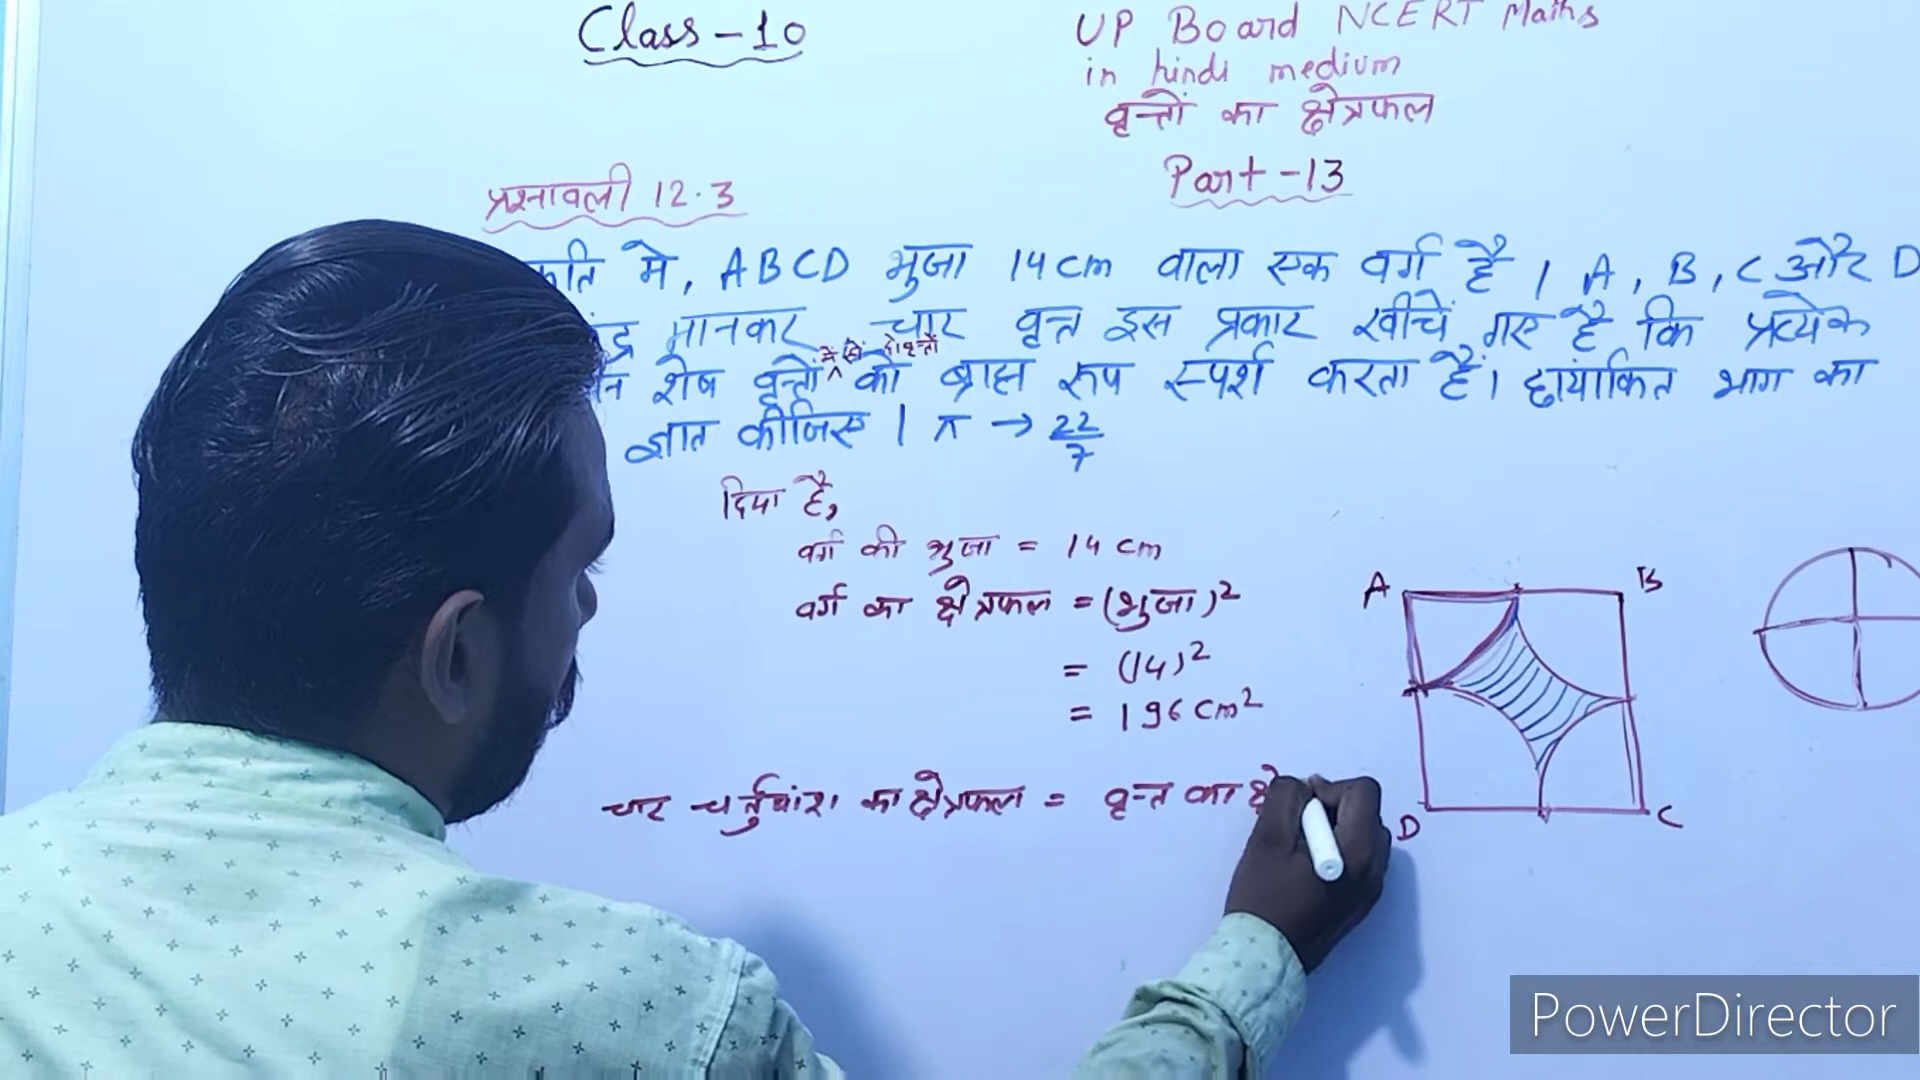 Class - 10
UP Board NCERT Maths
in hindi medium
वृत्तों का क्षेत्रफल
Part - 13
प्रश्नावली 12.3
कृति मे, ABCD भुजा 14cm वाला एक वर्ग है । A, B, C और D
मानकर चार वृत्त इस प्रकार खीचें गए है कि प्रत्येक
में से दो वृत्तों
शेष वृत्तों ^ को ब्राह्म रूप स्पर्श करता है। छायांकित भाग का
ज्ञात कीजिए । π → 22/7
दिया है,
वर्ग की भुजा = 14 cm
वर्ग का क्षेत्रफल = (भुजा)²
= (14)²
= 196 cm²
चार चर्तुथांश का क्षेत्रफल = वृत्त का क्षे
A B
D C
PowerDirector